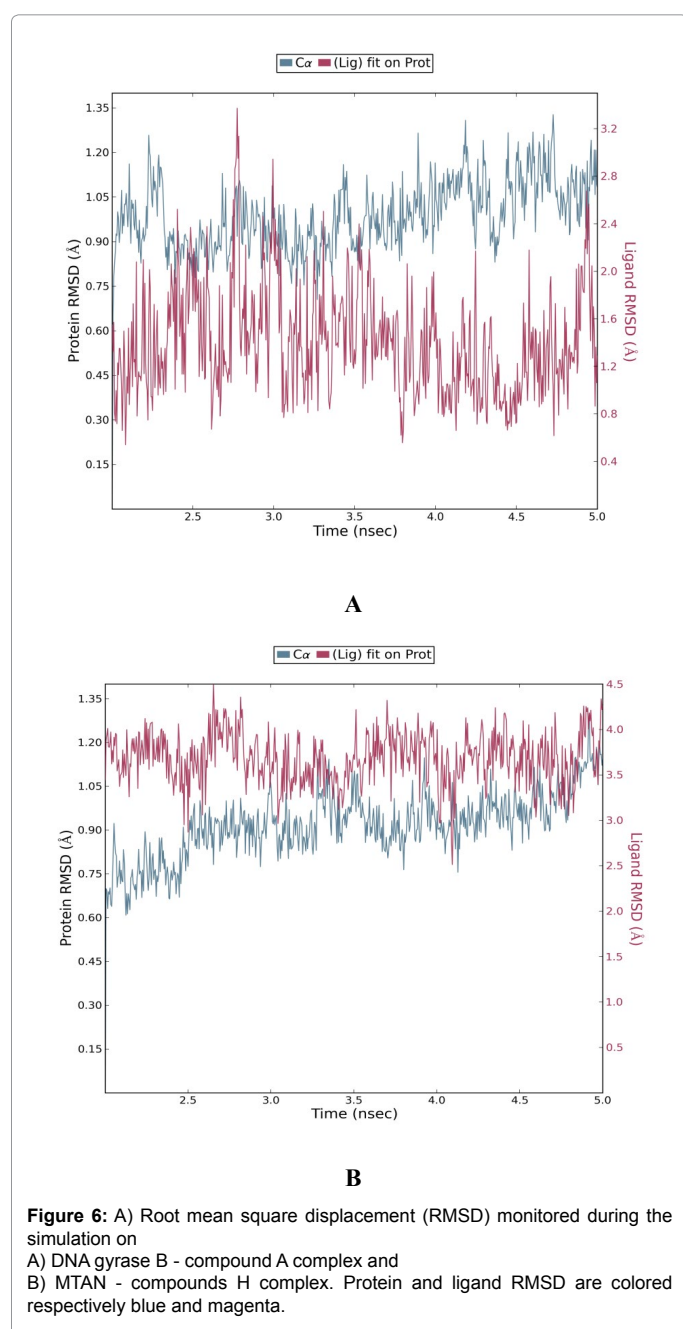 Cα (Lig) fit on Prot
1.35
1.20
1.05
0.90
0.75
0.60
0.45
0.30
0.15
Protein RMSD (Å)
3.2
2.8
2.4
2.0
1.6
1.2
0.8
0.4
Ligand RMSD (Å)
2.5 3.0 3.5 4.0 4.5 5.0
Time (nsec)
A
Cα (Lig) fit on Prot
1.35
1.20
1.05
0.90
0.75
0.60
0.45
0.30
0.15
Protein RMSD (Å)
4.5
4.0
3.5
3.0
2.5
2.0
1.5
1.0
0.5
Ligand RMSD (Å)
2.5 3.0 3.5 4.0 4.5 5.0
Time (nsec)
B
Figure 6: A) Root mean square displacement (RMSD) monitored during the
simulation on
A) DNA gyrase B - compound A complex and
B) MTAN - compounds H complex. Protein and ligand RMSD are colored
respectively blue and magenta.